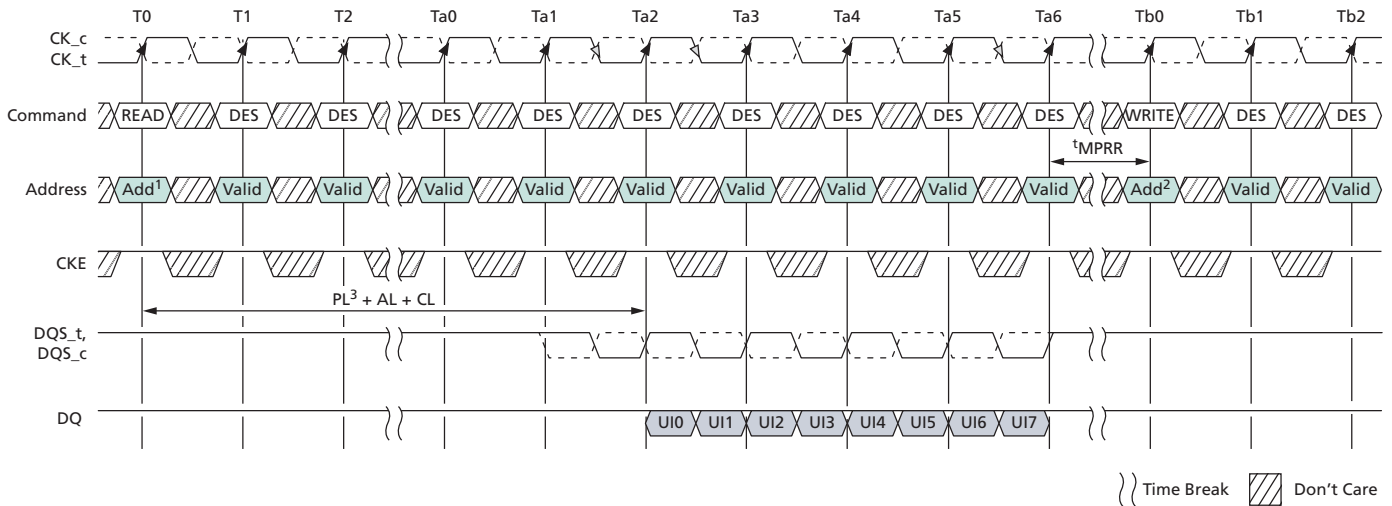 T0 T1 T2 Ta0 Ta1 Ta2 Ta3 Ta4 Ta5 Ta6 Tb0 Tb1 Tb2
CK_c
CK_t
Command READ DES DES DES DES DES DES DES DES DES WRITE DES DES
tMPRR
Address Add1 Valid Valid Valid Valid Valid Valid Valid Valid Valid Add2 Valid Valid
CKE
PL3 + AL + CL
DQS_t,
DQS_c
DQ UI0 UI1 UI2 UI3 UI4 UI5 UI6 UI7
Time Break Don't Care